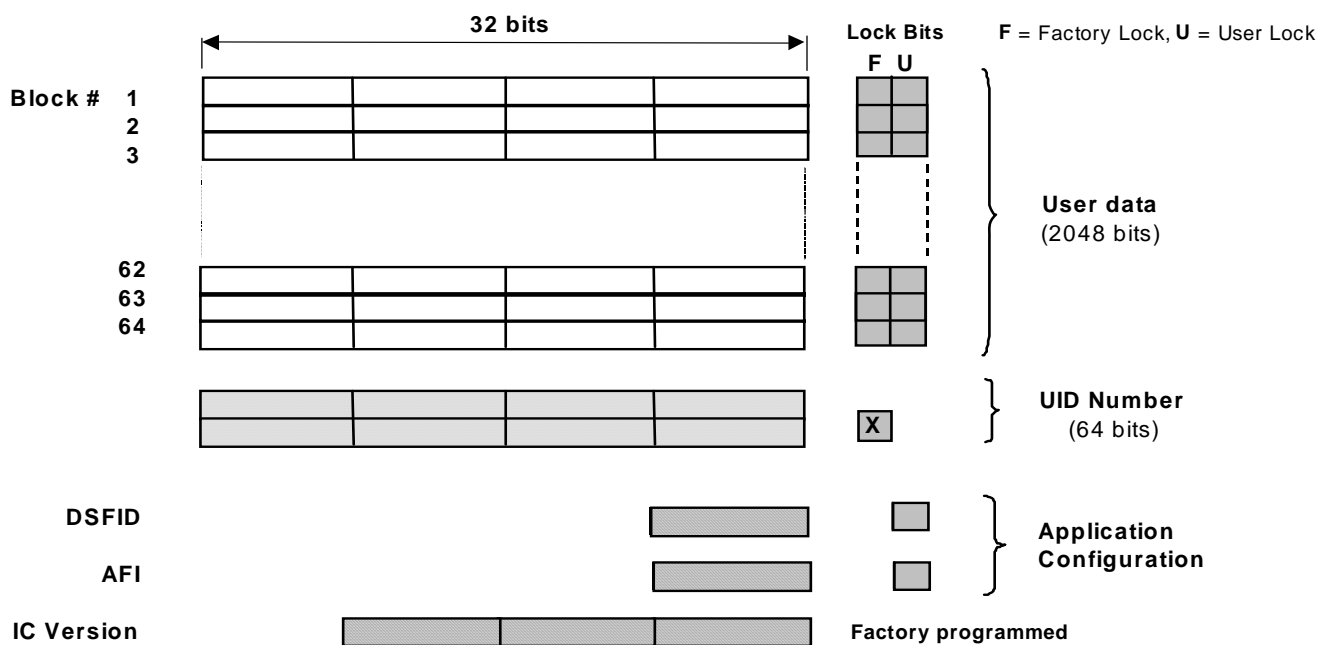 32 bits
Lock Bits
F = Factory Lock, U = User Lock
F U
Block # 1
2
3
User data
(2048 bits)
62
63
64
UID Number
(64 bits)
X
DSFID
Application
Configuration
AFI
IC Version
Factory programmed